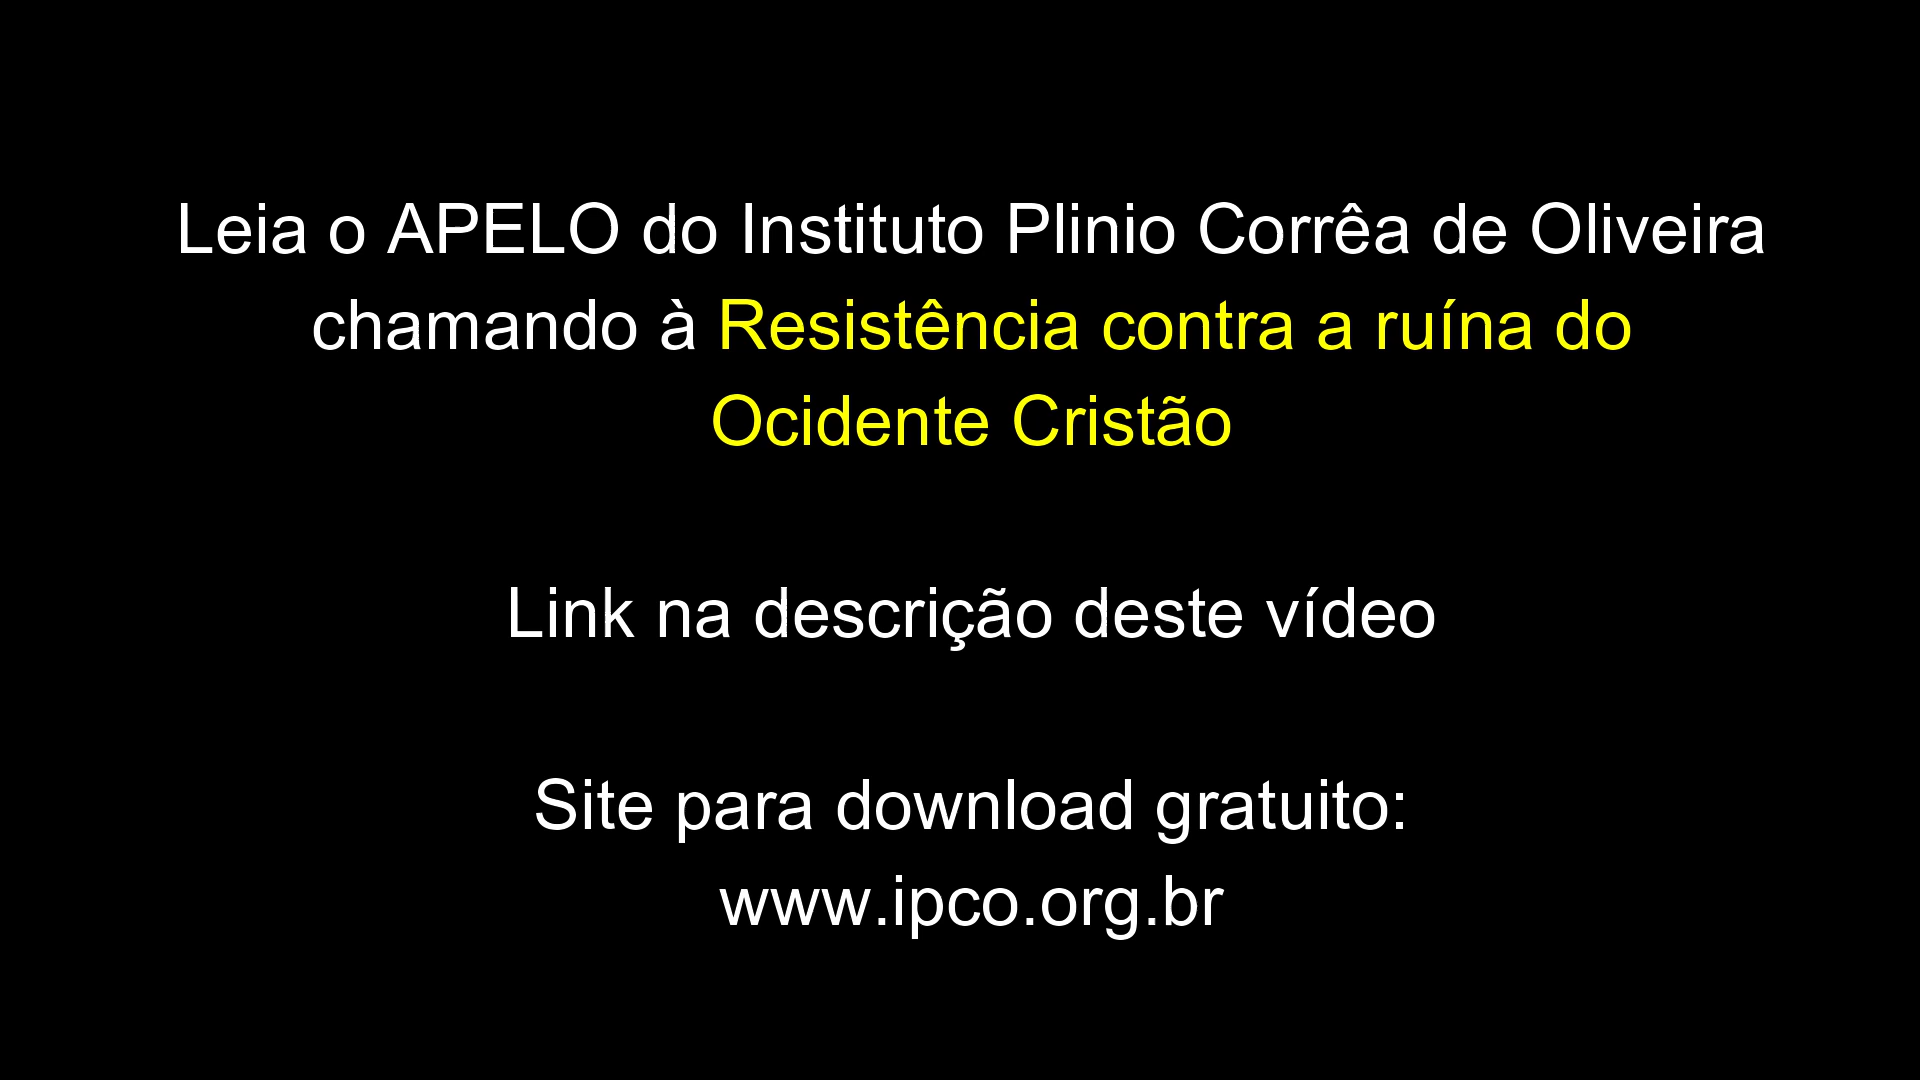 Leia o APELO do Instituto Plinio Corrêa de Oliveira
chamando à Resistência contra a ruína do
Ocidente Cristão
Link na descrição deste vídeo
Site para download gratuito:
www.ipco.org.br